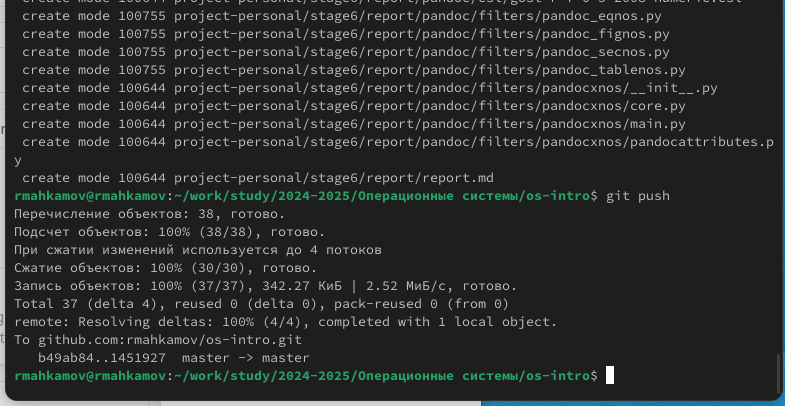 create mode 100755 project-personal/stage6/report/pandoc/filters/pandoc_eqnos.py
create mode 100755 project-personal/stage6/report/pandoc/filters/pandoc_fignos.py
create mode 100755 project-personal/stage6/report/pandoc/filters/pandoc_secnos.py
create mode 100755 project-personal/stage6/report/pandoc/filters/pandoc_tablenos.py
create mode 100644 project-personal/stage6/report/pandoc/filters/pandocxnos/__init__.py
create mode 100644 project-personal/stage6/report/pandoc/filters/pandocxnos/core.py
create mode 100644 project-personal/stage6/report/pandoc/filters/pandocxnos/main.py
create mode 100644 project-personal/stage6/report/pandoc/filters/pandocxnos/pandocattributes.p
y
create mode 100644 project-personal/stage6/report/report.md
rmahkamov@rmahkamov:~/work/study/2024-2025/Операционные системы/os-intro$ git push
Перечисление объектов: 38, готово.
Подсчет объектов: 100% (38/38), готово.
При сжатии изменений используется до 4 потоков
Сжатие объектов: 100% (30/30), готово.
Запись объектов: 100% (37/37), 342.27 КиБ | 2.52 МиБ/с, готово.
Total 37 (delta 4), reused 0 (delta 0), pack-reused 0 (from 0)
remote: Resolving deltas: 100% (4/4), completed with 1 local object.
To github.com:rmahkamov/os-intro.git
b49ab84..1451927  master -> master
rmahkamov@rmahkamov:~/work/study/2024-2025/Операционные системы/os-intro$